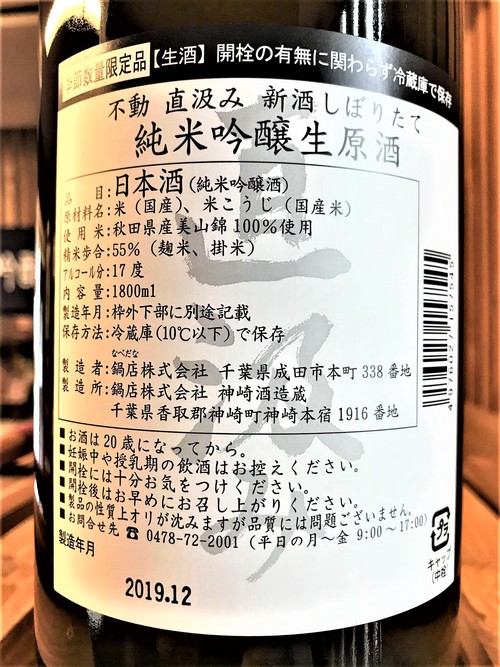 季節数量限定品【生酒】開栓の有無に関わらず冷蔵庫で保存
不動 直汲み 新酒しぼりたて
純米吟醸生原酒
直汲み
品 目:日本酒(純米吟醸酒)
原材料名:米(国産)、米こうじ(国産米)
使 用 米:秋田県産美山錦100%使用
精米歩合:55%(麹米、掛米)
アルコール分:17度
内 容 量:1800ml
製造年月:枠外下部に別途記載
保存方法:冷蔵庫(10℃以下)で保存
なべだな
製 造 者:鍋店株式会社 千葉県成田市本町338番地
製 造 所:鍋店株式会社 神崎酒造蔵
千葉県香取郡神崎町神崎本宿1916番地
■お酒は20歳になってから。
■妊娠中や授乳期の飲酒はお控えください。
■開栓には十分お気をつけください。
■開栓後はお早めにお召し上がりください。
■製品の性質上オリが沈みますが品質には問題ございません。
■お問合せ先 ☎ 0478-72-2001(平日の月〜金 9:00〜17:00)
製造年月
2019.12
4 976027 157545
プラ
キャップ
(中栓)